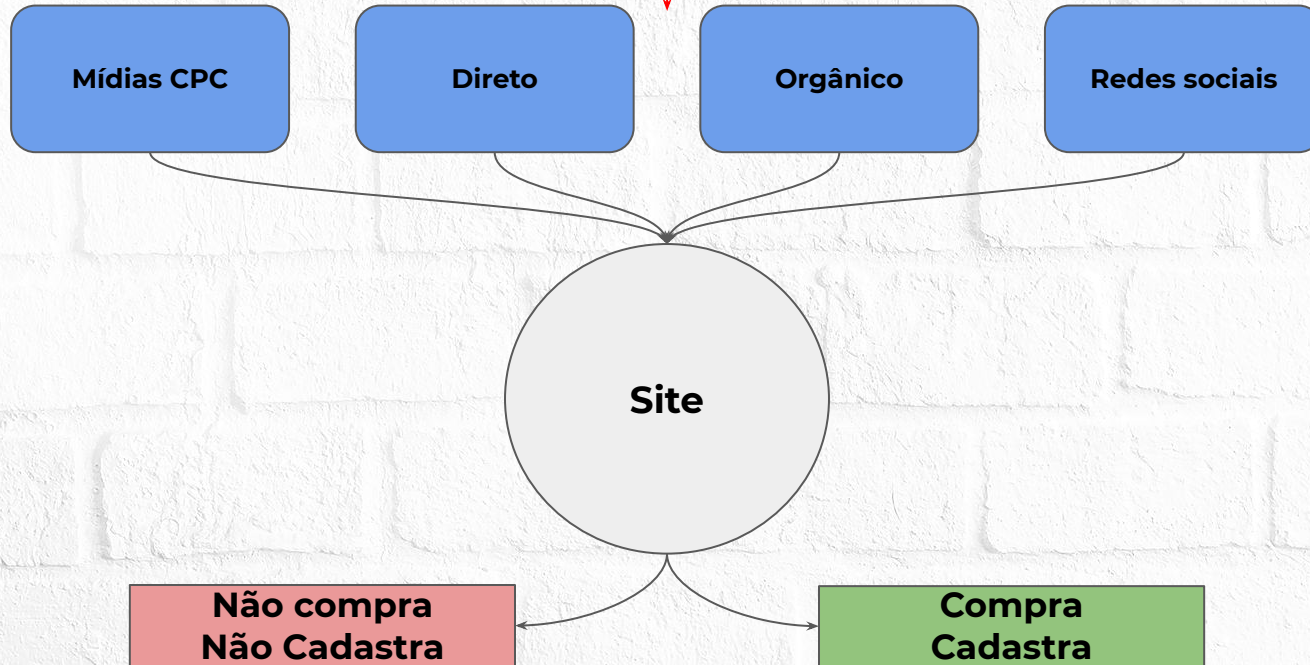 Mídias CPC
Direto
Orgânico
Redes sociais
Site
Não compra
Não Cadastra
Compra
Cadastra